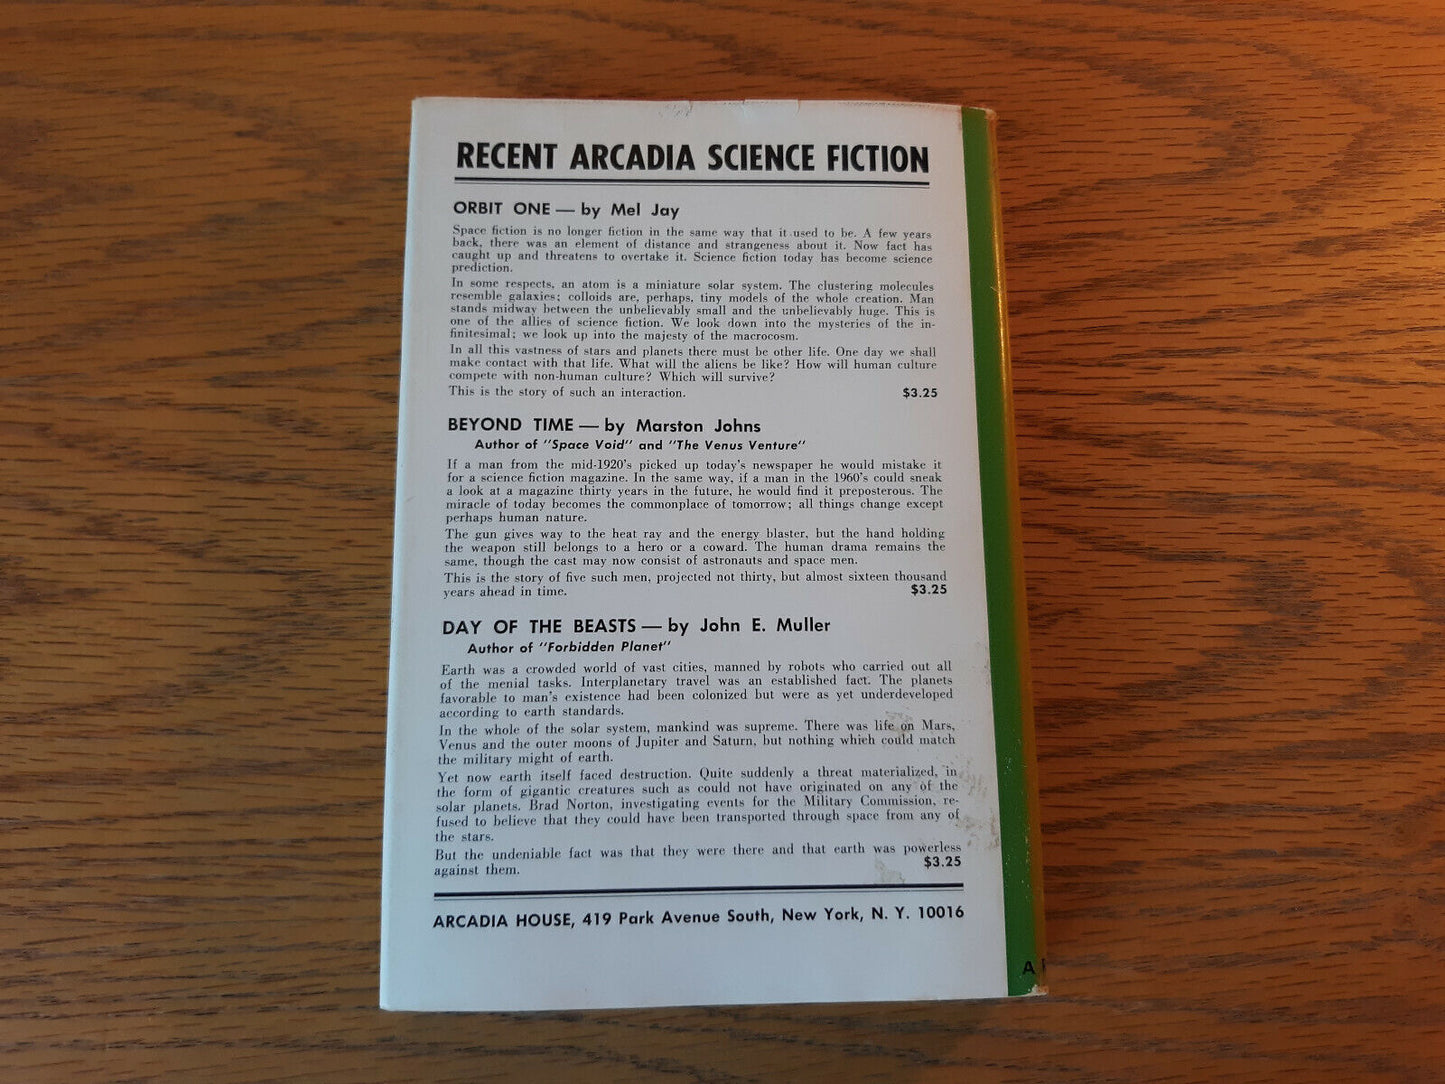 RECENT ARCADIA SCIENCE FICTION
ORBIT ONE — by Mel Jay
Space fiction is no longer fiction in the same way that it used to be. A few years
back, there was an element of distance and strangeness about it. Now fact has
caught up and threatens to overtake it. Science fiction today has become science
prediction.
In some respects, an atom is a miniature solar system. The clustering molecules
resemble galaxies; colloids are, perhaps, tiny models of the whole creation. Man
stands midway between the unbelievably small and the unbelievably huge. This is
one of the allies of science fiction. We look down into the mysteries of the in-
finitesimal; we look up into the majesty of the macrocosm.
In all this vastness of stars and planets there must be other life. One day we shall
make contact with that life. What will the aliens be like? How will human culture
compete with non-human culture? Which will survive?
This is the story of such an interaction. $3.25
BEYOND TIME — by Marston Johns
Author of "Space Void" and "The Venus Venture"
If a man from the mid-1920's picked up today's newspaper he would mistake it
for a science fiction magazine. In the same way, if a man in the 1960's could sneak
a look at a magazine thirty years in the future, he would find it preposterous. The
miracle of today becomes the commonplace of tomorrow; all things change except
perhaps human nature.
The gun gives way to the heat ray and the energy blaster, but the hand holding
the weapon still belongs to a hero or a coward. The human drama remains the
same, though the cast may now consist of astronauts and space men.
This is the story of five such men, projected not thirty, but almost sixteen thousand
years ahead in time. $3.25
DAY OF THE BEASTS — by John E. Muller
Author of "Forbidden Planet"
Earth was a crowded world of vast cities, manned by robots who carried out all
of the menial tasks. Interplanetary travel was an established fact. The planets
favorable to man's existence had been colonized but were as yet underdeveloped
according to earth standards.
In the whole of the solar system, mankind was supreme. There was life on Mars,
Venus and the outer moons of Jupiter and Saturn, but nothing which could match
the military might of earth.
Yet now earth itself faced destruction. Quite suddenly a threat materialized, in
the form of gigantic creatures such as could not have originated on any of the
solar planets. Brad Norton, investigating events for the Military Commission, re-
fused to believe that they could have been transported through space from any of
the stars.
But the undeniable fact was that they were there and that earth was powerless
against them. $3.25
ARCADIA HOUSE, 419 Park Avenue South, New York, N. Y. 10016
A